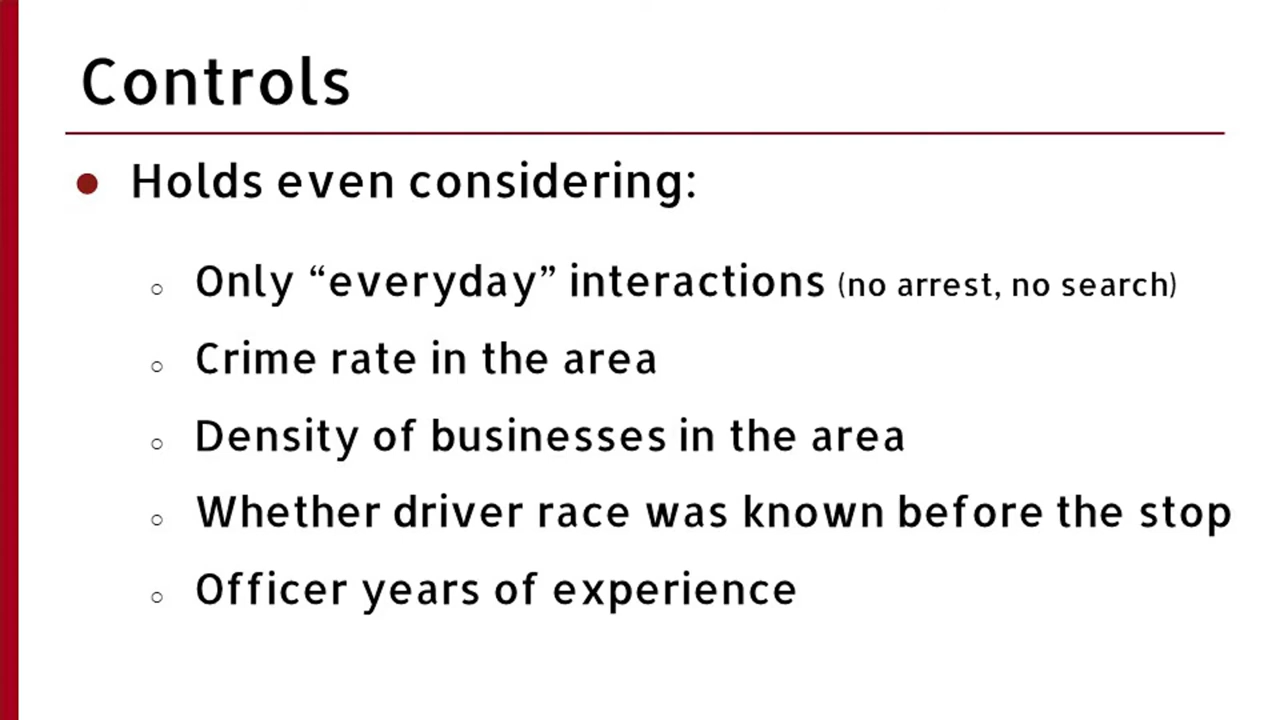 Controls
● Holds even considering:
○ Only “everyday” interactions (no arrest, no search)
○ Crime rate in the area
○ Density of businesses in the area
○ Whether driver race was known before the stop
○ Officer years of experience